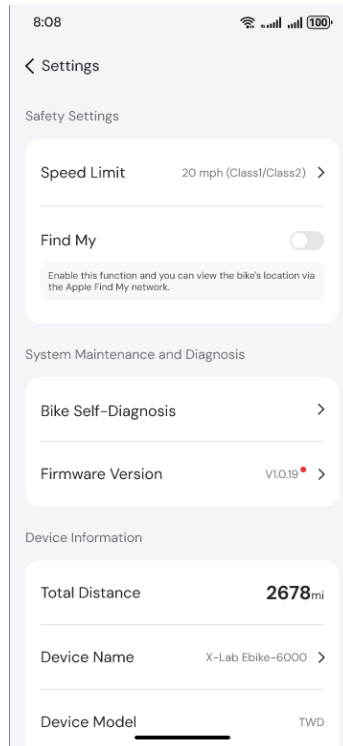 8:08
100
Settings
Safety Settings
Speed Limit 20 mph (Class1/Class2)
Find My
Enable this function and you can view the bike's location via
the Apple Find My network.
System Maintenance and Diagnosis
Bike Self-Diagnosis
Firmware Version V1.0.19
Device Information
Total Distance 2678mi
Device Name X-Lab Ebike-6000
Device Model TWD